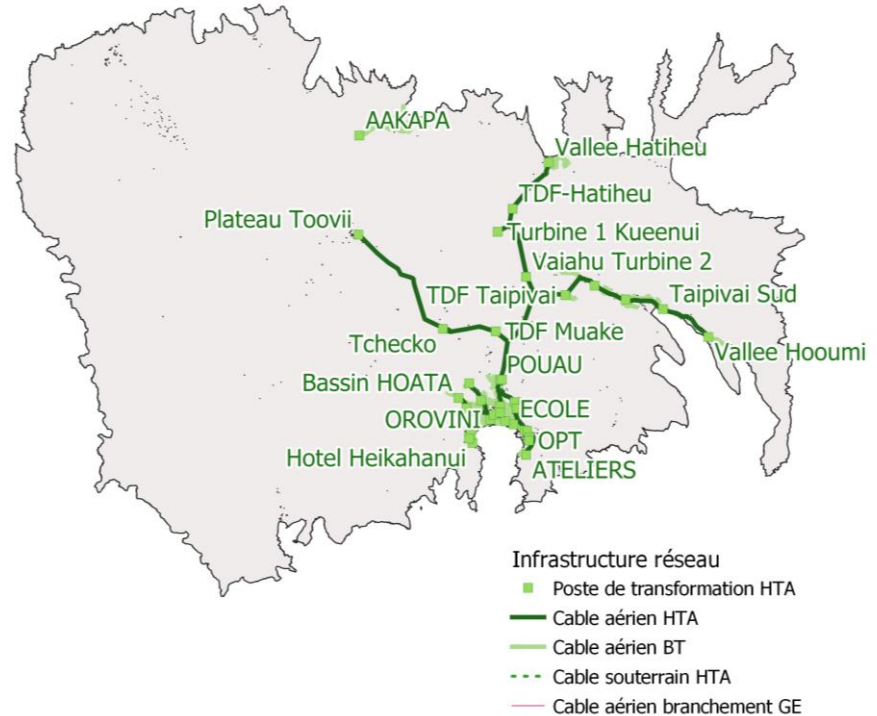 AAKAPA
Vallee Hatiheu
TDF-Hatiheu
Plateau Toovii
Turbine 1 Kueenui
Vaiahu Turbine 2
TDF Taipivai
Taipivai Sud
TDF Muake
Tchecko
Vallee Hooumi
POUAU
Bassin HOATA
ECOLE
OROVINI
OPT
Hotel Heikahanui
ATELIERS
Infrastructure réseau
Poste de transformation HTA
Cable aérien HTA
Cable aérien BT
Cable souterrain HTA
Cable aérien branchement GE